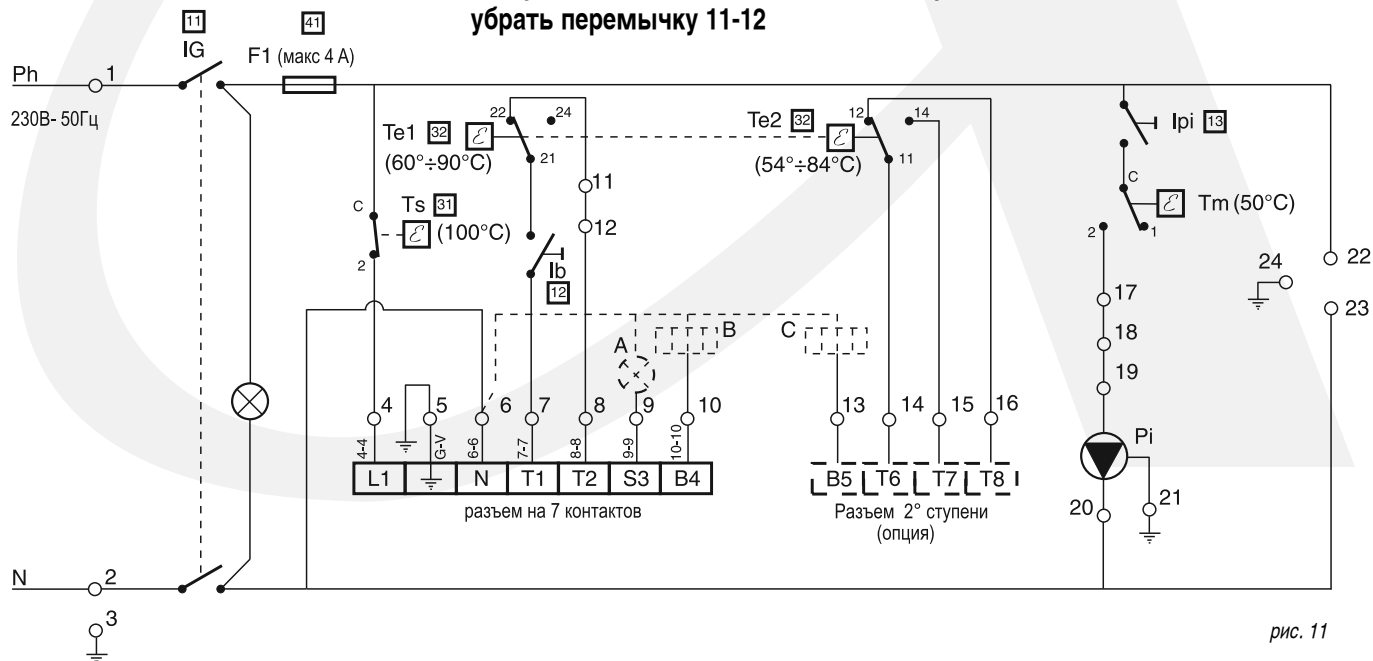 убрать перемычку 11-12
11
IG
41
F1 (макс 4 А)
Ph
1
230В- 50Гц
22
24
Te1 32
ℰ
(60°÷90°C)
21
11
12
C
Ts 31
ℰ (100°C)
2
Ib
12
Te2 32
ℰ
(54°÷84°C)
12
14
11
Ipi 13
C
ℰ Tm (50°C)
2
1
22
24
23
17
18
19
A
B
C
4
5
6
7
8
9
10
13
14
15
16
4-4
G-V
6-6
7-7
8-8
9-9
10-10
L1 N T1 T2 S3 B4
разъем на 7 контактов
B5 T6 T7 T8
Разъем 2° ступени
(опция)
Pi
20
21
N
2
3
рис. 11